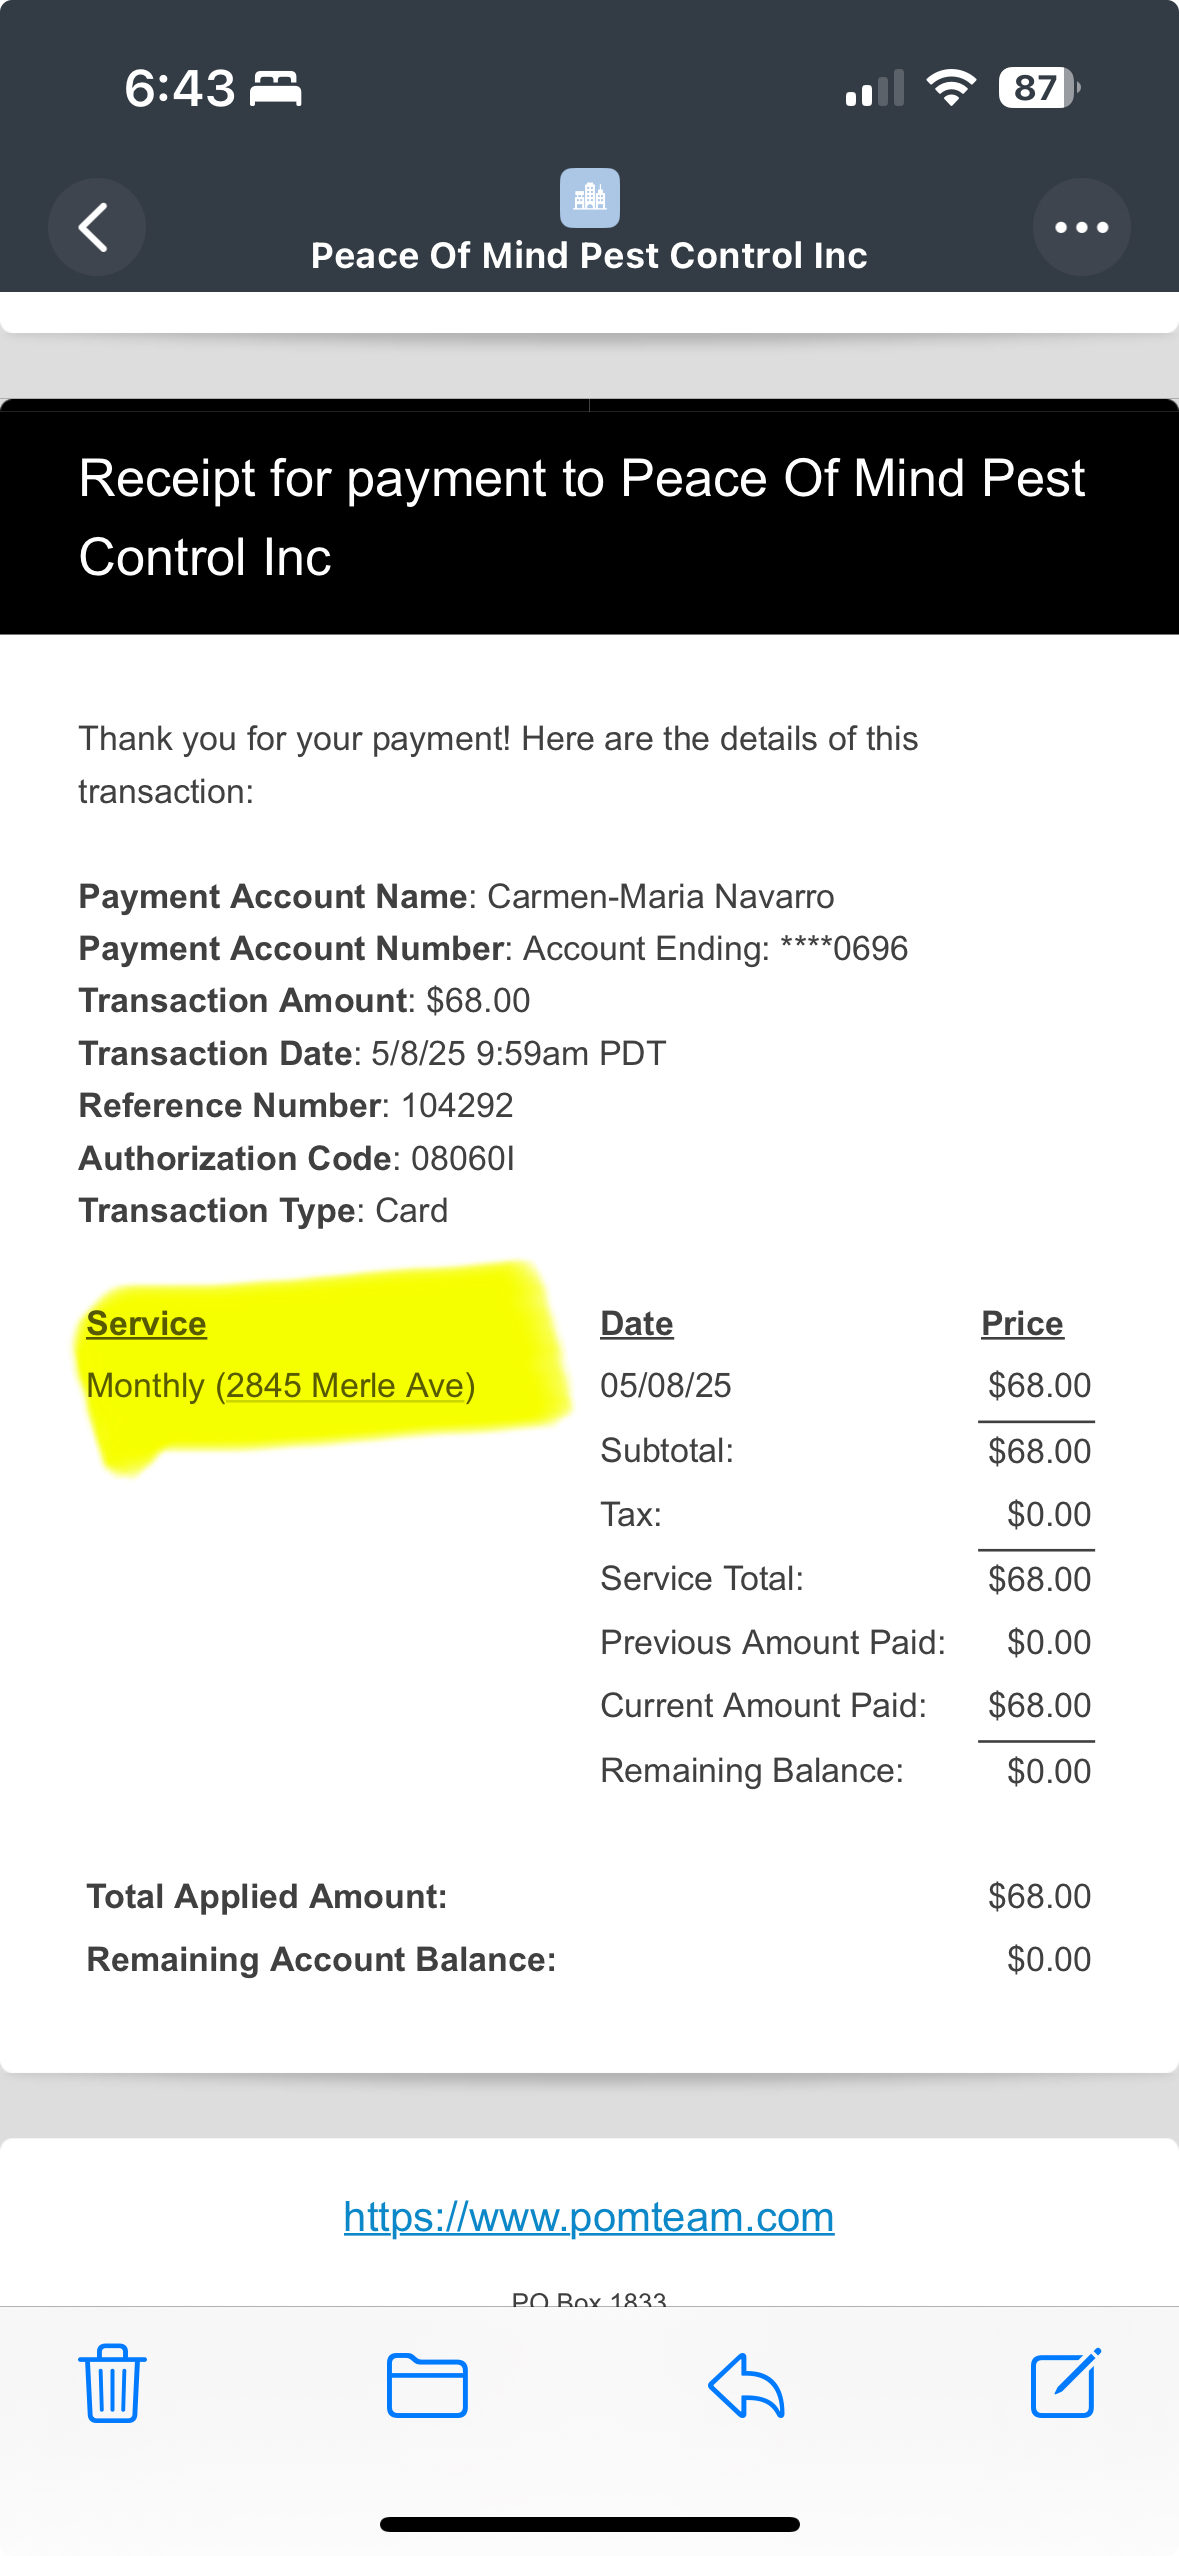 6:43
87
Peace Of Mind Pest Control Inc
Receipt for payment to Peace Of Mind Pest
Control Inc
Thank you for your payment! Here are the details of this
transaction:
Payment Account Name: Carmen-Maria Navarro
Payment Account Number: Account Ending: ****0696
Transaction Amount: $68.00
Transaction Date: 5/8/25 9:59am PDT
Reference Number: 104292
Authorization Code: 08060I
Transaction Type: Card
Service Date Price
Monthly (2845 Merle Ave) 05/08/25 $68.00
Subtotal: $68.00
Tax: $0.00
Service Total: $68.00
Previous Amount Paid: $0.00
Current Amount Paid: $68.00
Remaining Balance: $0.00
Total Applied Amount: $68.00
Remaining Account Balance: $0.00
https://www.pomteam.com
PO Box 1833